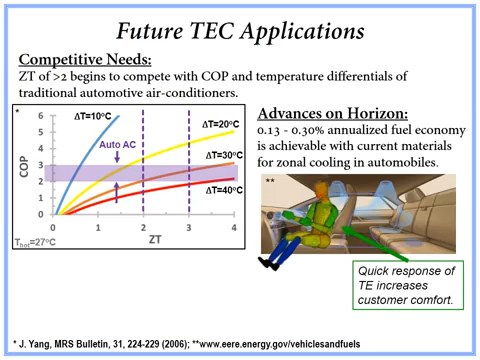 Future TEC Applications
Competitive Needs:
ZT of >2 begins to compete with COP and temperature differentials of
traditional automotive air-conditioners.
*
ΔT=10°C
ΔT=20°C
Auto AC
ΔT=30°C
ΔT=40°C
COP
6
5
4
3
2
1
0
0 1 2 3 4
Thot=27°C
ZT
Advances on Horizon:
0.13 - 0.30% annualized fuel economy
is achievable with current materials
for zonal cooling in automobiles.
**
Quick response of
TE increases
customer comfort.
* J. Yang, MRS Bulletin, 31, 224-229 (2006); **www.eere.energy.gov/vehiclesandfuels